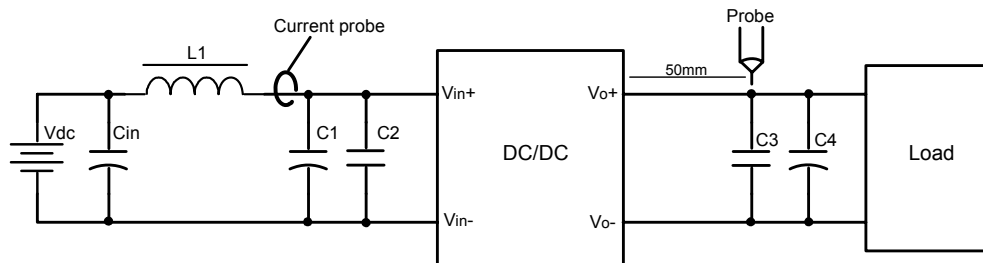 Current probe
Probe
L1
50mm
Vin+
Vo+
Vdc
Cin
C1
C2
DC/DC
C3
C4
Load
Vin-
Vo-